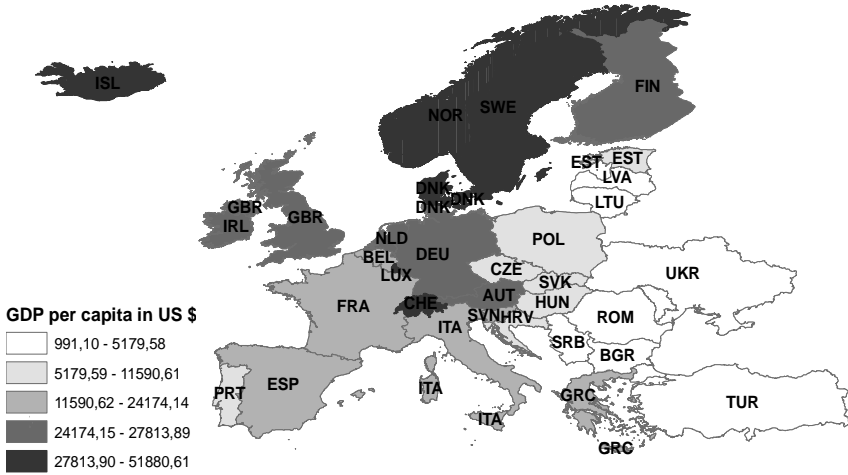 ISL
NOR
SWE
FIN
EST
EST
LVA
LTU
DNK
DNK
DNK
GBR
IRL
GBR
NLD
BEL
LUX
DEU
POL
CZE
SVK
UKR
FRA
CHE
AUT
HUN
SVN
HRV
ITA
ROM
SRB
BGR
PRT
ESP
ITA
ITA
GRC
GRC
TUR
GDP per capita in US $
991,10 - 5179,58
5179,59 - 11590,61
11590,62 - 24174,14
24174,15 - 27813,89
27813,90 - 51880,61